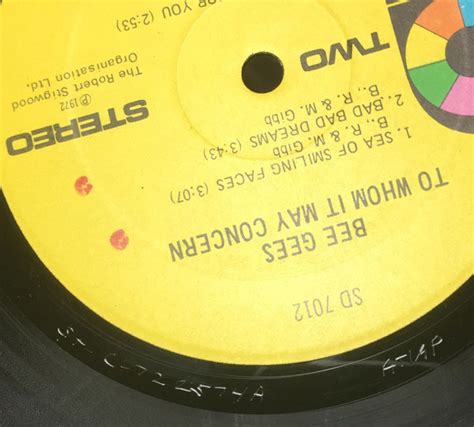 SD 7012
BEE GEES
TO WHOM IT MAY CONCERN
1. SEA OF SMILING FACES (3:07)
B., R. & M. Gibb
2. BAD BAD DREAMS (3:43)
B., R. & M. Gibb
TWO
STEREO
℗ 1972
The Robert Stigwood
Organisation Ltd.
YOU (2:53)